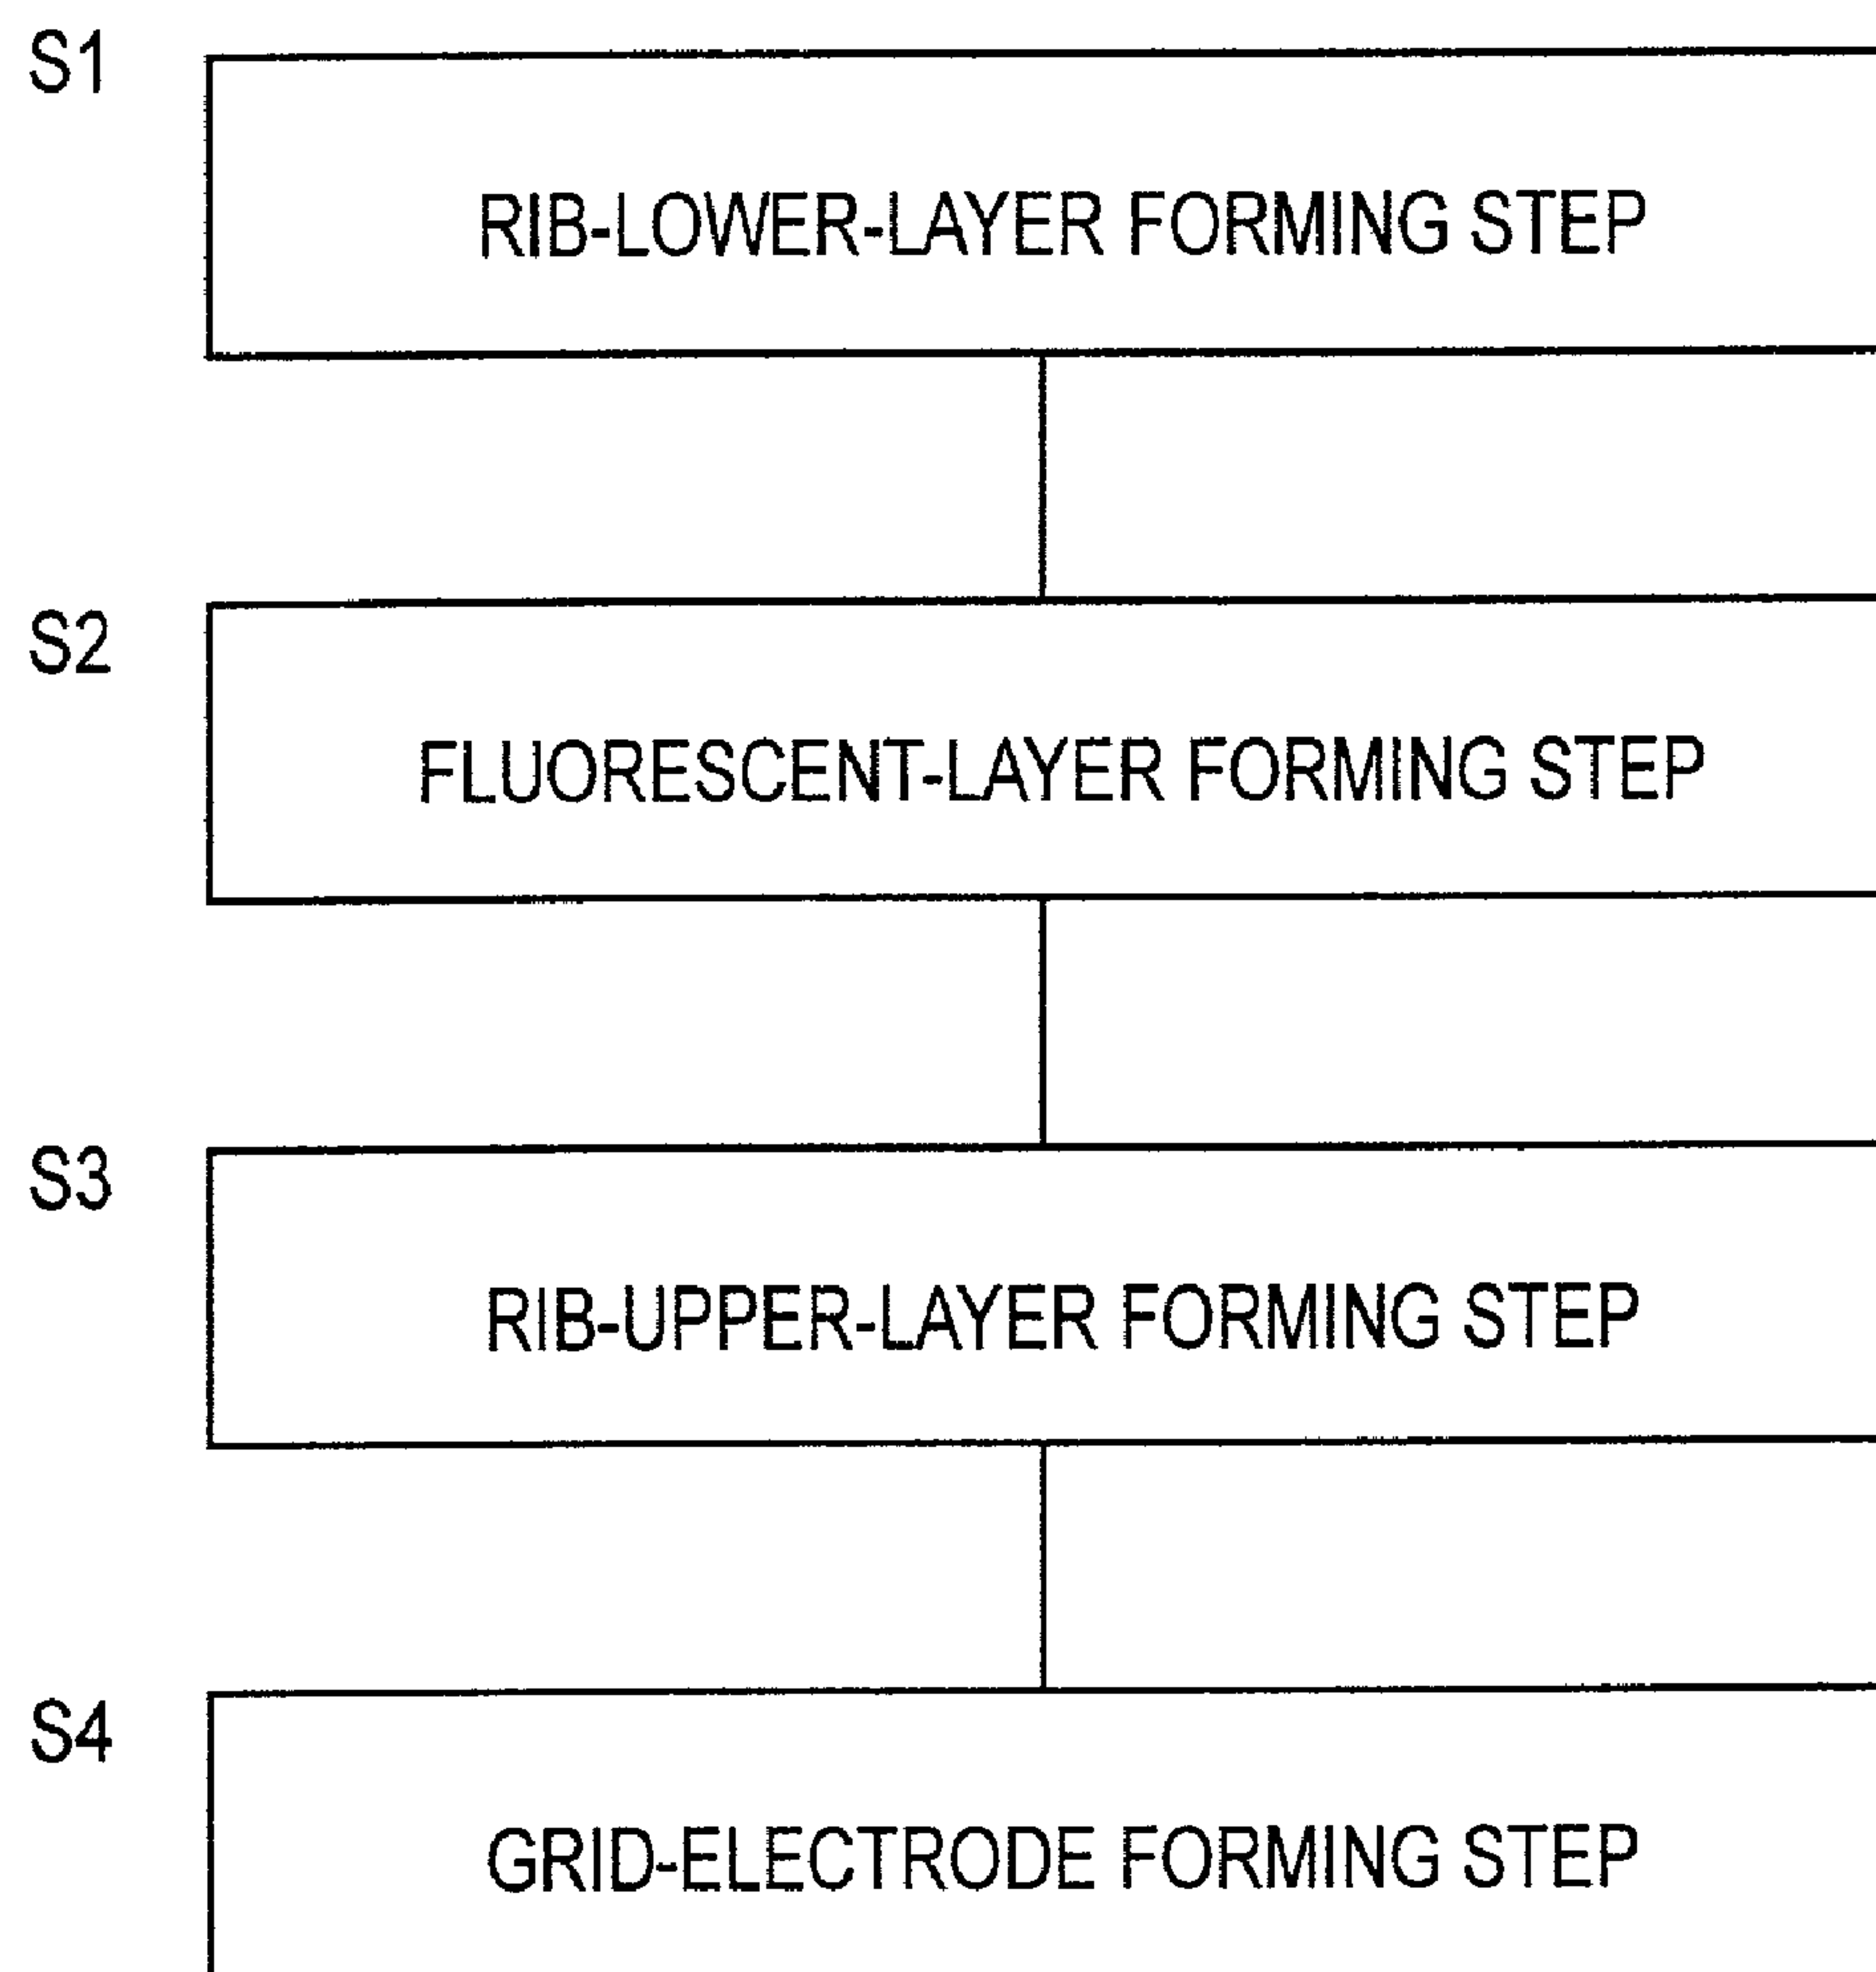 S1
RIB-LOWER-LAYER FORMING STEP
S2
FLUORESCENT-LAYER FORMING STEP
S3
RIB-UPPER-LAYER FORMING STEP
S4
GRID-ELECTRODE FORMING STEP